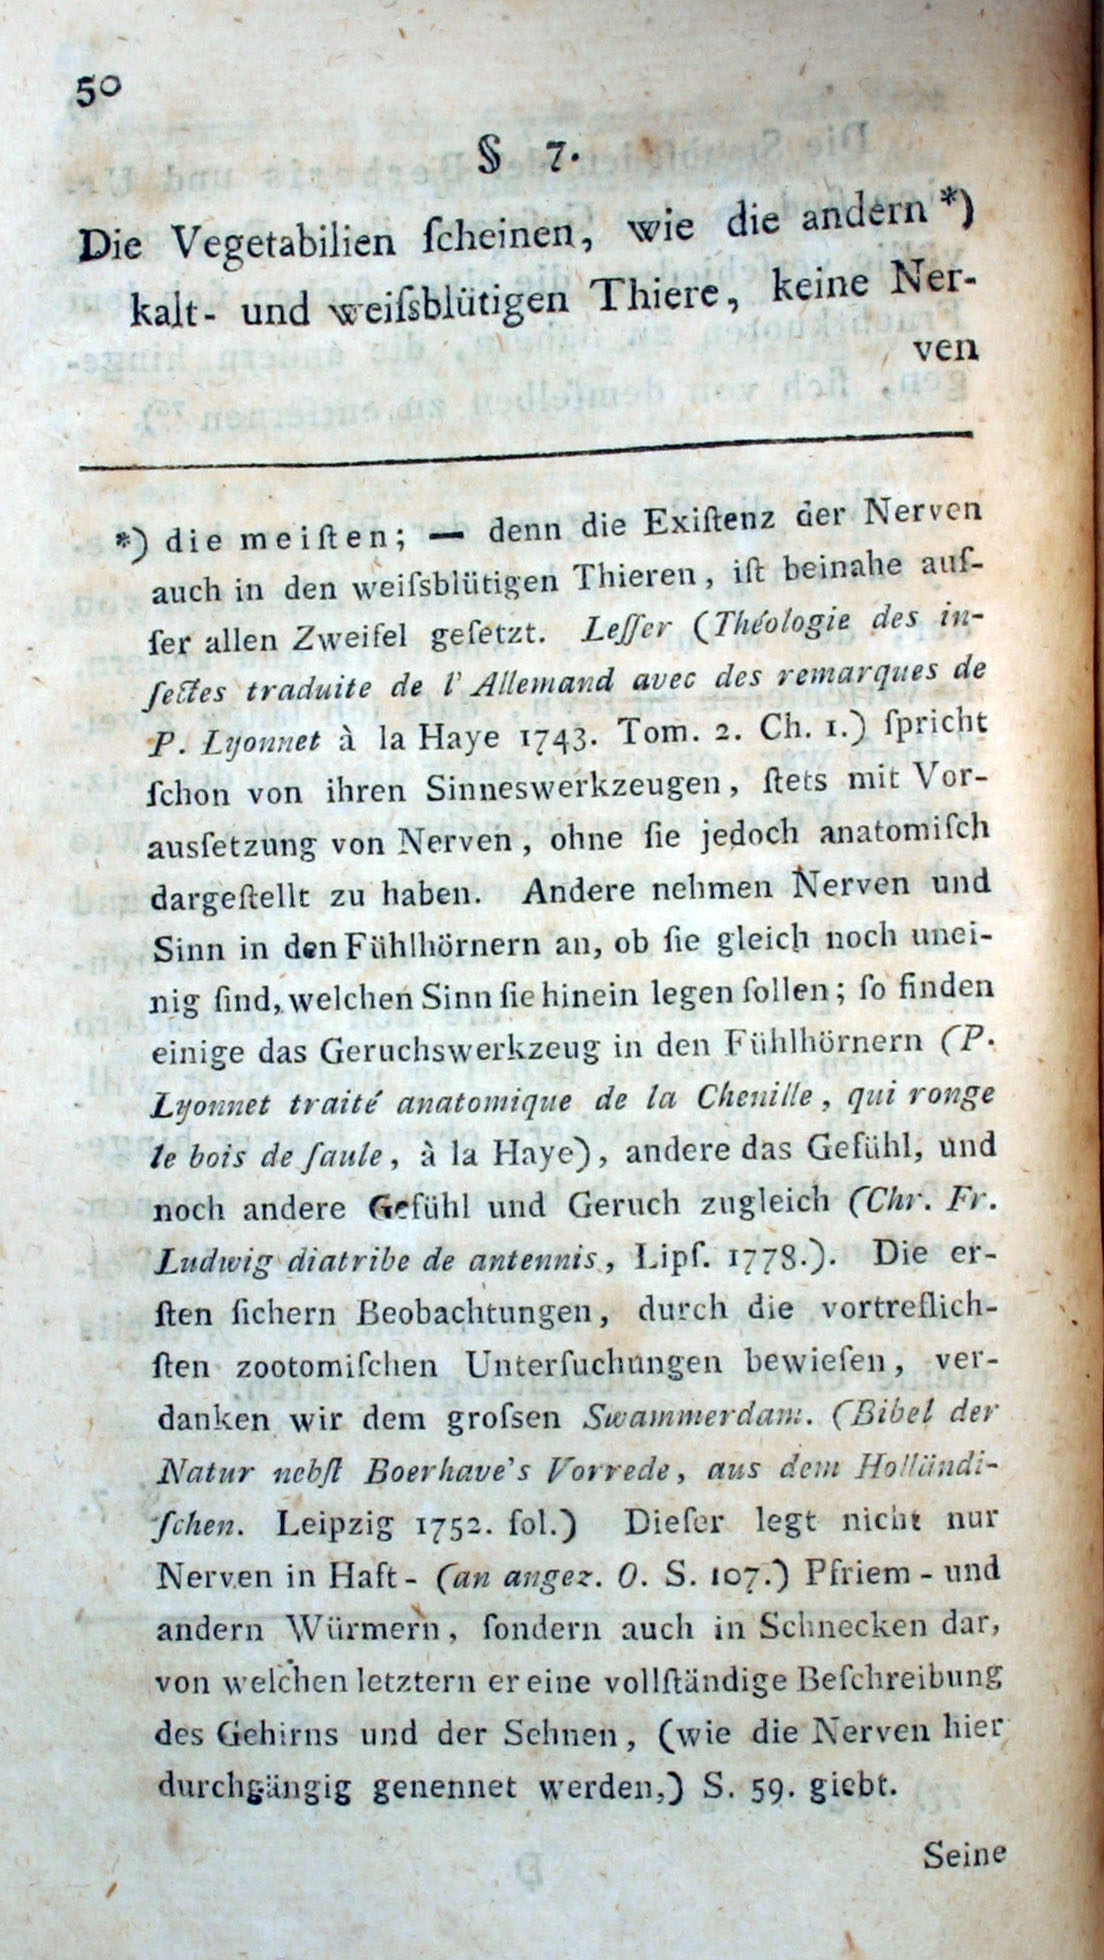 50
§ 7.
Die Vegetabilien ſcheinen, wie die andern *)
kalt- und weiſsblütigen Thiere, keine Ner-
ven
*) die meiſten; — denn die Exiſtenz der Nerven
auch in den weiſsblütigen Thieren, iſt beinahe auſ-
ſer allen Zweifel geſetzt. Leſſer (Théologie des in-
ſectes traduite de l' Allemand avec des remarques de
P. Lyonnet à la Haye 1743. Tom. 2. Ch. 1.) ſpricht
ſchon von ihren Sinneswerkzeugen, ſtets mit Vor-
ausſetzung von Nerven, ohne ſie jedoch anatomiſch
dargeſtellt zu haben. Andere nehmen Nerven und
Sinn in den Fühlhörnern an, ob ſie gleich noch unei-
nig ſind, welchen Sinn ſie hinein legen ſollen; ſo finden
einige das Geruchswerkzeug in den Fühlhörnern (P.
Lyonnet traité anatomique de la Chenille, qui ronge
le bois de ſaule, à la Haye), andere das Gefühl, und
noch andere Gefühl und Geruch zugleich (Chr. Fr.
Ludwig diatribe de antennis, Lipſ. 1778.). Die er-
ſten ſichern Beobachtungen, durch die vortreflich-
ſten zootomiſchen Unterſuchungen bewieſen, ver-
danken wir dem groſsen Swammerdam. (Bibel der
Natur nebſt Boerhave's Vorrede, aus dem Holländi-
ſchen. Leipzig 1752. fol.) Dieſer legt nicht nur
Nerven in Haft- (an angez. O. S. 107.) Pfriem- und
andern Würmern, ſondern auch in Schnecken dar,
von welchen letztern er eine vollſtändige Beſchreibung
des Gehirns und der Sehnen, (wie die Nerven hier
durchgängig genennet werden,) S. 59. giebt.
Seine